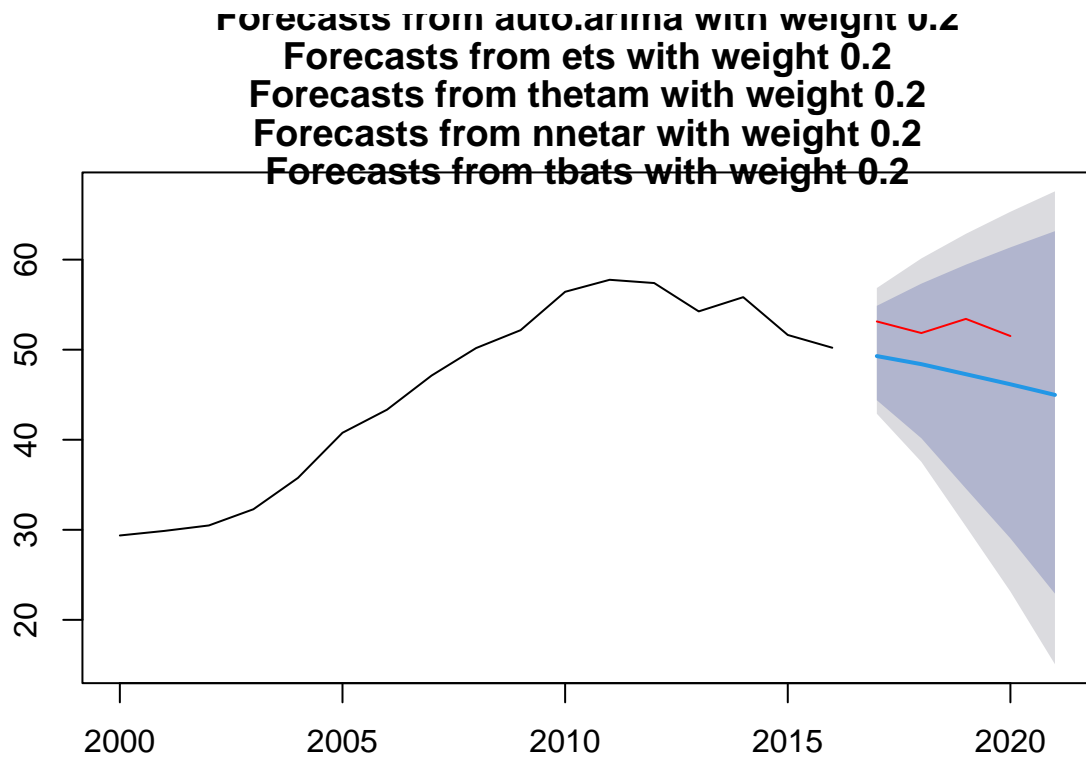 Forecasts from auto.arima with weight 0.2
Forecasts from ets with weight 0.2
Forecasts from thetam with weight 0.2
Forecasts from nnetar with weight 0.2
Forecasts from tbats with weight 0.2
60
50
40
30
20
2000 2005 2010 2015 2020